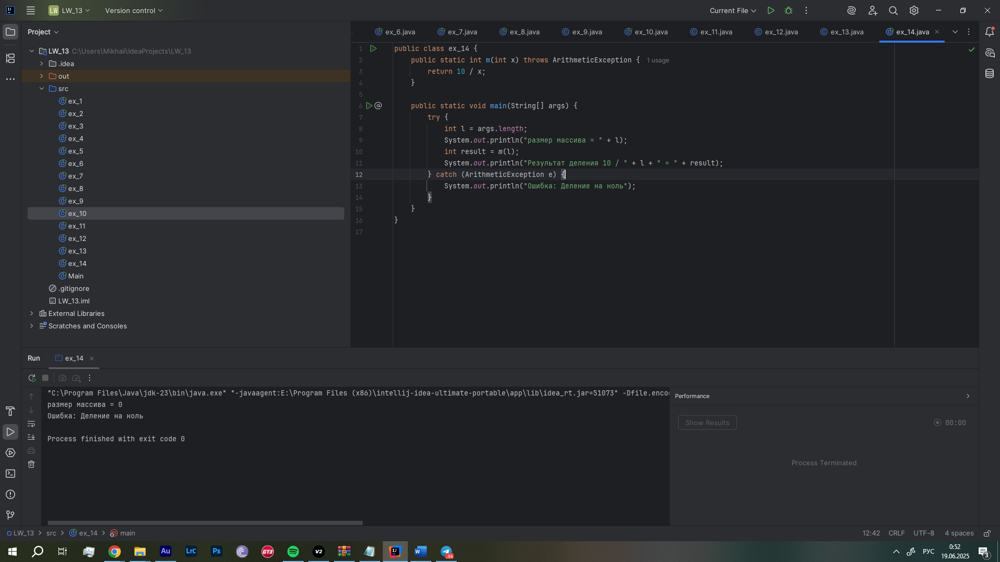 LW LW_13 Version control Current File
Project
ex_6.java ex_7.java ex_8.java ex_9.java ex_10.java ex_11.java ex_12.java ex_13.java ex_14.java
LW_13 C:\Users\Mikhail\IdeaProjects\LW_13
.idea
out
src
ex_1
ex_2
ex_3
ex_4
ex_5
ex_6
ex_7
ex_8
ex_9
ex_10
ex_11
ex_12
ex_13
ex_14
Main
.gitignore
LW_13.iml
External Libraries
Scratches and Consoles
1 public class ex_14 {
2 public static int m(int x) throws ArithmeticException { 1 usage
3 return 10 / x;
4 }
5
6 public static void main(String[] args) {
7 try {
8 int l = args.length;
9 System.out.println("размер массива = " + l);
10 int result = m(l);
11 System.out.println("Результат деления 10 / " + l + " = " + result);
12 } catch (ArithmeticException e) {
13 System.out.println("Ошибка: Деление на ноль");
14 }
15 }
16 }
17
Run ex_14
"C:\Program Files\Java\jdk-23\bin\java.exe" "-javaagent:E:\Program Files (x86)\intellij-idea-ultimate-portable\app\lib\idea_rt.jar=51073" -Dfile.enco
размер массива = 0
Ошибка: Деление на ноль
Process finished with exit code 0
Performance
Show Results 00:00
Process Terminated
LW_13 src ex_14 main 12:42 CRLF UTF-8 4 spaces
Au LrC Ps GT3 V2 IJ W .96 РУС 0:52
19.06.2025 3